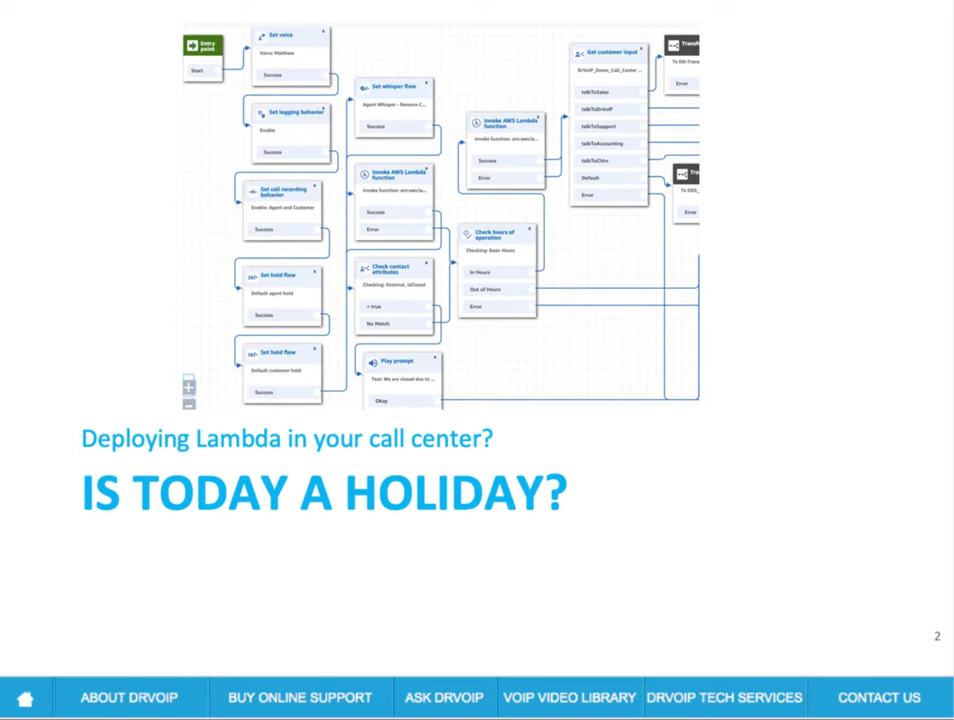 Entry
point
Start
Set voice
Voice: Matthew
Success
Set logging behavior
Enable
Success
Set call recording
behavior
Enable: Agent and Customer
Success
Set hold flow
Default agent hold
Success
Set hold flow
Default customer hold
Success
Set whisper flow
Agent Whisper - Remove C...
Success
Invoke AWS Lambda
function
Invoke function: arn:aws:la...
Success
Error
Check contact
attributes
Checking: External, isClosed
= true
No Match
Play prompt
Text: We are closed due to ...
Okay
Invoke AWS Lambda
function
Invoke function: arn:aws:la...
Success
Error
Check hours of
operation
Checking: Basic Hours
In Hours
Out of Hours
Error
Get customer input
DrVoIP_Demo_Call_Center ...
talkToSales
talkToDrVoIP
talkToSupport
talkToAccounting
talkToChris
Default
Error
Transf
Error
Tra
Error
Deploying Lambda in your call center?
IS TODAY A HOLIDAY?
2
ABOUT DRVOIP
BUY ONLINE SUPPORT
ASK DRVOIP
VOIP VIDEO LIBRARY
DRVOIP TECH SERVICES
CONTACT US